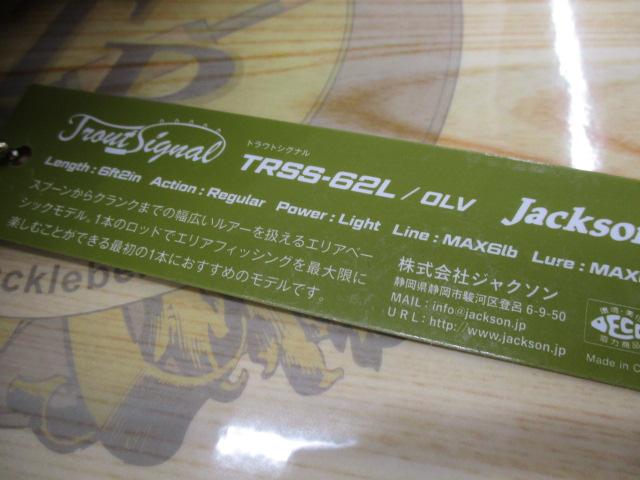 Trout Signal
トラウトシグナル
TRSS-62L / OLV
Jackson
Length : 6ft2in Action : Regular Power : Light Line : MAX6lb Lure : MAX
スプーンからクランクまでの幅広いルアーを扱えるエリアベー
シックモデル。1本のロッドでエリアフィッシングを最大限に
楽しむことができる最初の1本におすすめのモデルです。
株式会社ジャクソン
静岡県静岡市駿河区登呂 6-9-50
MAIL : info@jackson.jp
URL : http://www.jackson.jp
ECO
協力商品
Made in C
cklebe